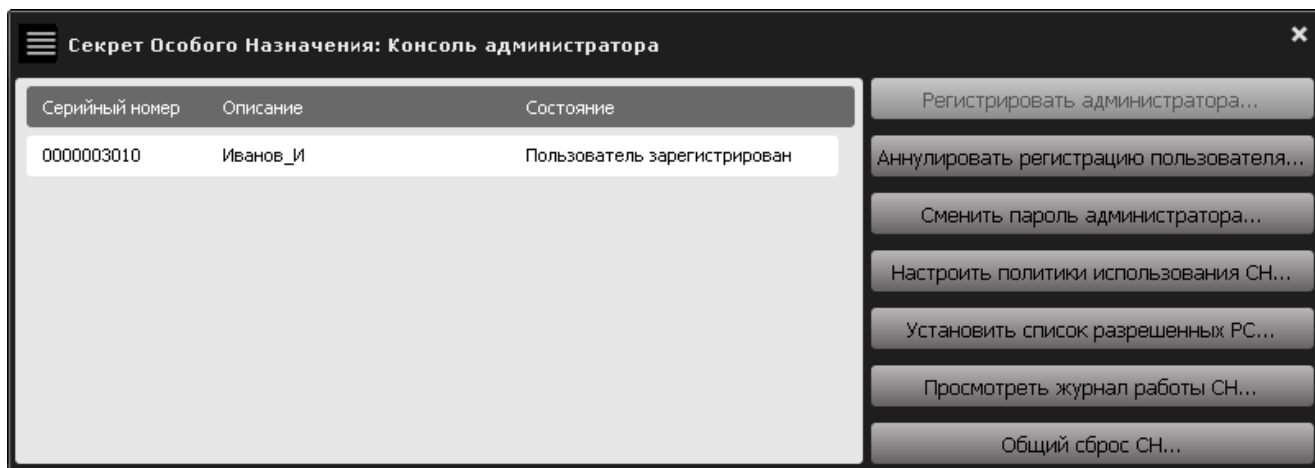 Секрет Особого Назначения: Консоль администратора
Серийный номер Описание Состояние
0000003010 Иванов_И Пользователь зарегистрирован
Регистрировать администратора...
Аннулировать регистрацию пользователя...
Сменить пароль администратора...
Настроить политики использования СН...
Установить список разрешенных РС...
Просмотреть журнал работы СН...
Общий сброс СН...